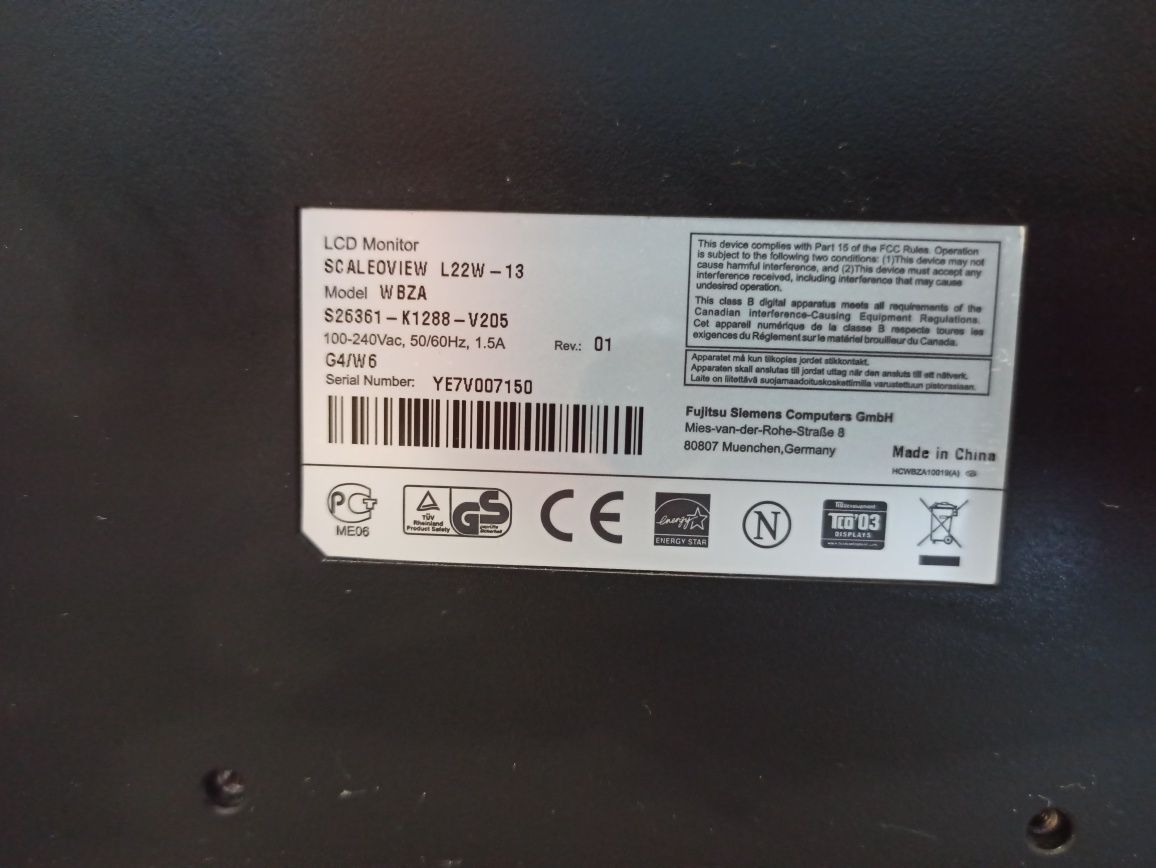 LCD Monitor
SCALEOVIEW L22W-13
Model WBZA
S26361-K1288-V205
100-240Vac, 50/60Hz, 1.5A
Rev.: 01
G4/W6
Serial Number: YE7V007150
This device complies with Part 15 of the FCC Rules. Operation
is subject to the following two conditions: (1)This device may not
cause harmful interference, and (2)This device must accept any
interference received, including interference that may cause
undesired operation.
This class B digital apparatus meets all requirements of the
Canadian Interference-Causing Equipment Regulations.
Cet appareil numérique de la classe B respecte toures les
exigences du Réglement sur le matériel brouilleur du Canada.
Apparatet må kun tilkoples jordet stikkontakt.
Apparaten skall anslutas till jordat uttag när den ansluts till ett nätverk.
Laite on liitettävä suojamaadoituskoskettimilla varustettuun pistorasiaan.
Fujitsu Siemens Computers GmbH
Mies-van-der-Rohe-Straße 8
80807 Muenchen,Germany
Made in China
HCWBZA10019(A)
ME06
TÜV
Rheinland
Product Safety
GS
geprüfte
Sicherheit
CE
energy
ENERGY STAR
N
TCO'03
DISPLAYS